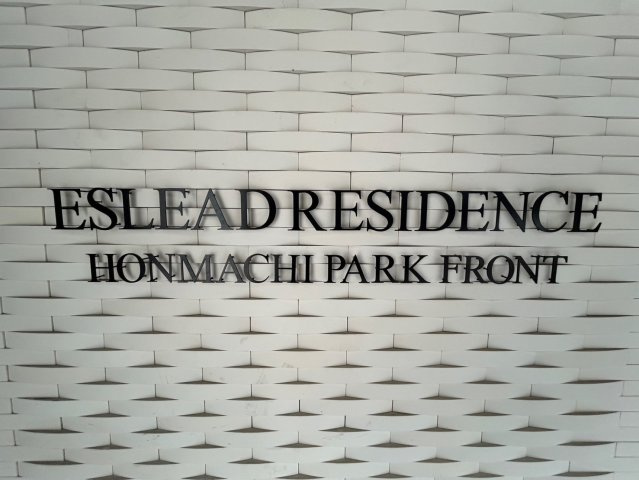 ESLEAD RESIDENCE
HONMACHI PARK FRONT